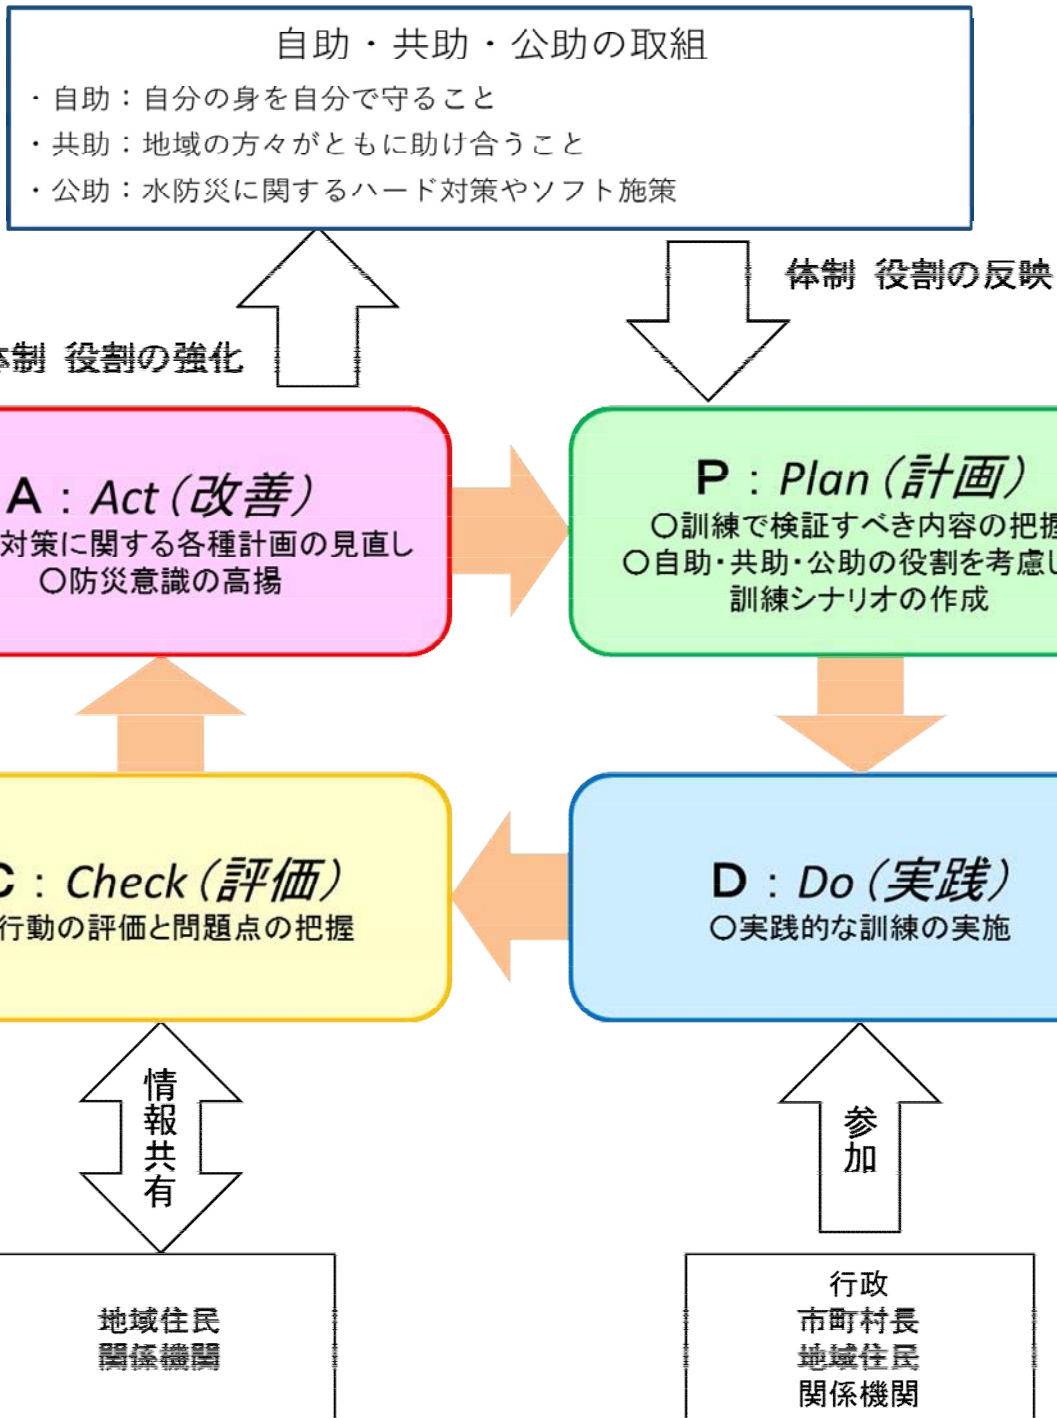 自助・共助・公助の取組
・自助：自分の身を自分で守ること
・共助：地域の方々がともに助け合うこと
・公助：水防災に関するハード対策やソフト施策
体制 役割の反映
体制 役割の強化
A：Act（改善）
対策に関する各種計画の見直し
○防災意識の高揚
P：Plan（計画）
○訓練で検証すべき内容の把握
○自助・共助・公助の役割を考慮し
訓練シナリオの作成
C：Check（評価）
行動の評価と問題点の把握
D：Do（実践）
○実践的な訓練の実施
情報共有
参加
地域住民
関係機関
行政
市町村長
地域住民
関係機関